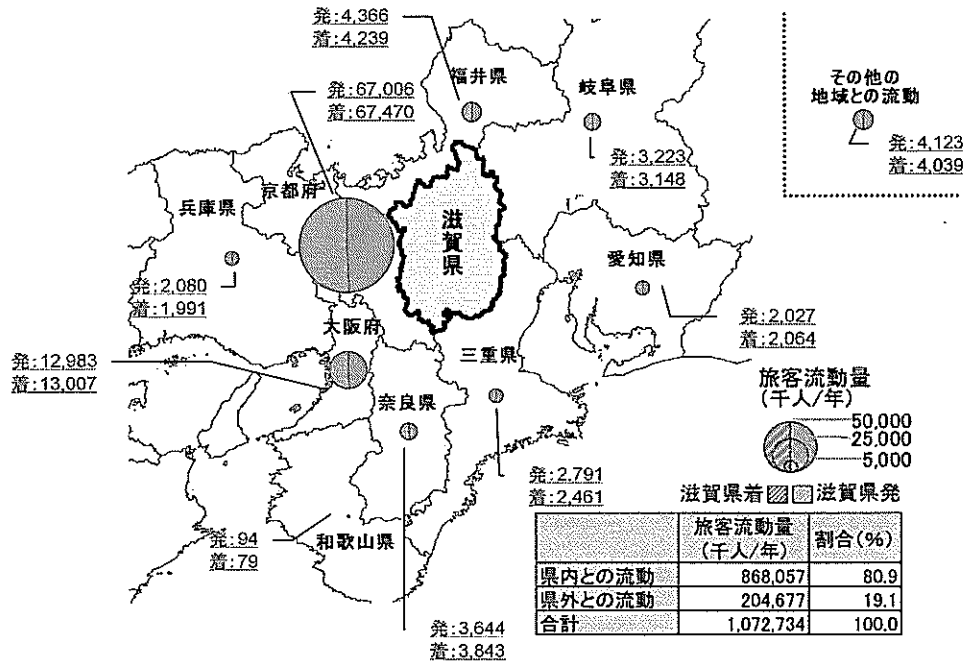 発:4,366
着:4,239
福井県
岐阜県
その他の
地域との流動
発:4,123
着:4,039
発:67,006
着:67,470
発:3,223
着:3,148
京都府
兵庫県
滋賀県
愛知県
発:2,080
着:1,991
大阪府
発:2,027
着:2,064
三重県
発:12,983
着:13,007
奈良県
旅客流動量
(千人/年)
50,000
25,000
5,000
発:2,791
着:2,461
滋賀県着 滋賀県発
発:94
着:79
和歌山県
発:3,644
着:3,843
旅客流動量 割合(%)
(千人/年)
県内との流動 868,057 80.9
県外との流動 204,677 19.1
合計 1,072,734 100.0